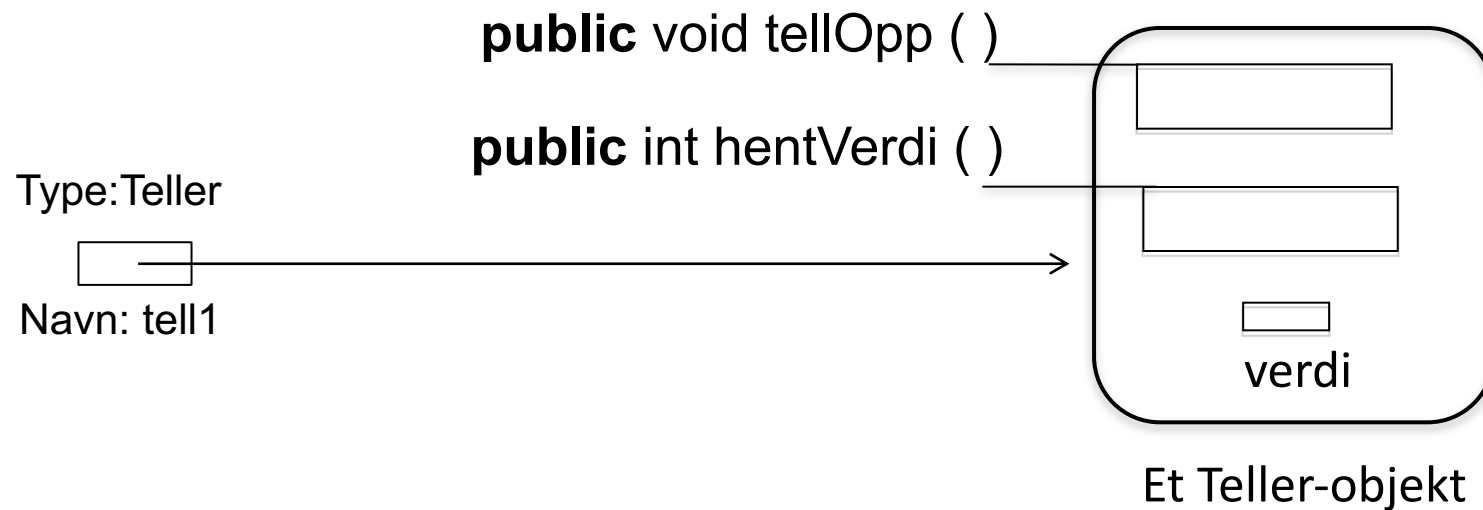 public void tellOpp ( )
public int hentVerdi ( )
Type:Teller
Navn: tell1
verdi
Et Teller-objekt